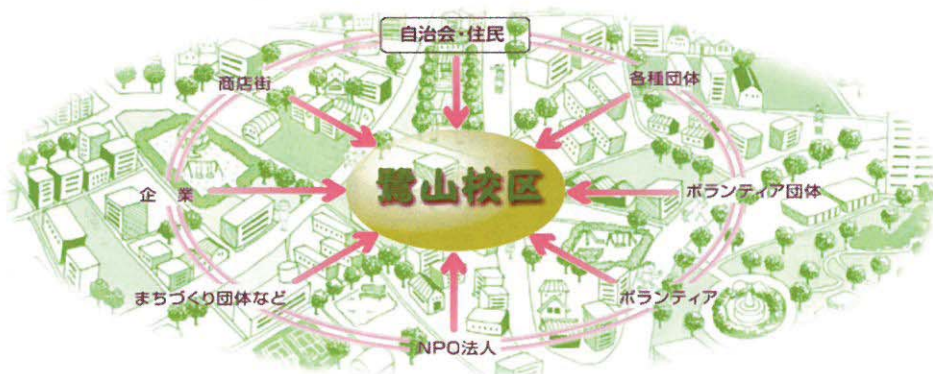 自治会・住民
商店街
各種団体
鷺山校区
企業
ボランティア団体
まちづくり団体など
ボランティア
NPO法人